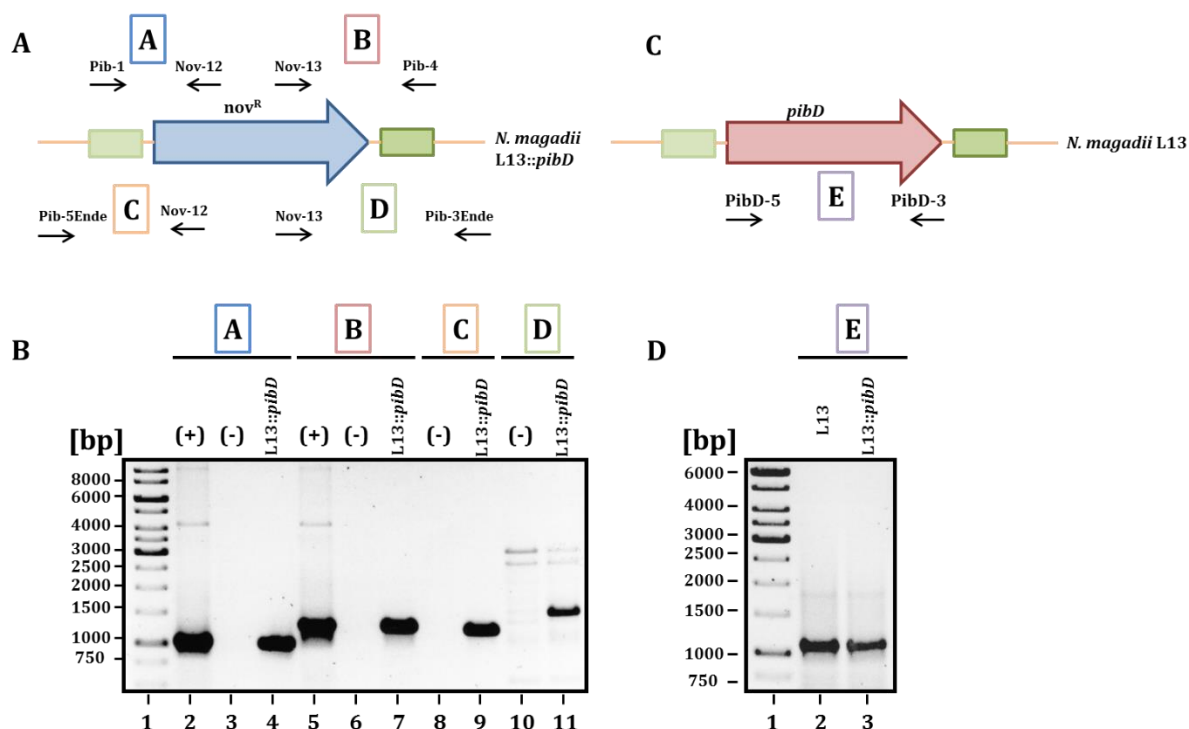 A
A
B
C
Pib-1
Nov-12
Nov-13
Pib-4
novᴿ
N. magadii
L13::pibD
pibD
N. magadii L13
C
D
E
Pib-5Ende
Nov-12
Nov-13
Pib-3Ende
PibD-5
PibD-3
B
A
B
C
D
D
E
[bp]
(+)
(-)
L13::pibD
(+)
(-)
L13::pibD
(-)
L13::pibD
(-)
L13::pibD
8000
6000
4000
3000
2500
2000
1500
1000
750
1 2 3 4 5 6 7 8 9 10 11
[bp]
L13
L13::pibD
6000
4000
3000
2500
2000
1500
1000
750
1 2 3